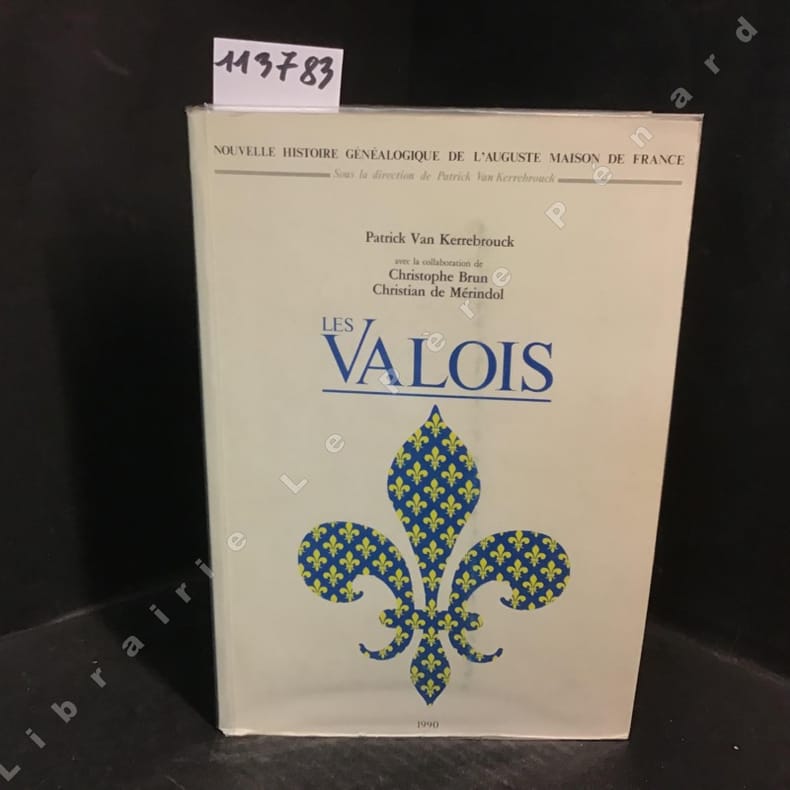 113783
NOUVELLE HISTOIRE GÉNÉALOGIQUE DE L'AUGUSTE MAISON DE FRANCE
Sous la direction de Patrick Van Kerrebrouck
Patrick Van Kerrebrouck
avec la collaboration de
Christophe Brun
Christian de Mérindol
LES
VALOIS
1990
Librairie Le Père Pénard